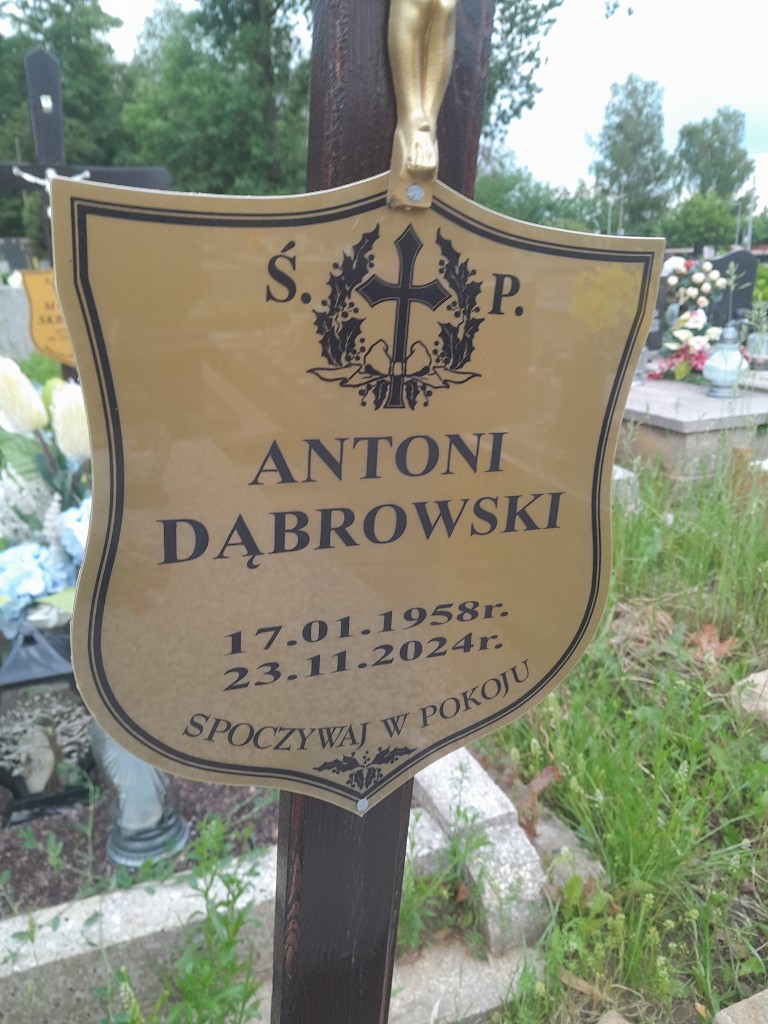 Ś. P.
ANTONI
DĄBROWSKI
17.01.1958r.
23.11.2024r.
SPOCZYWAJ W POKOJU